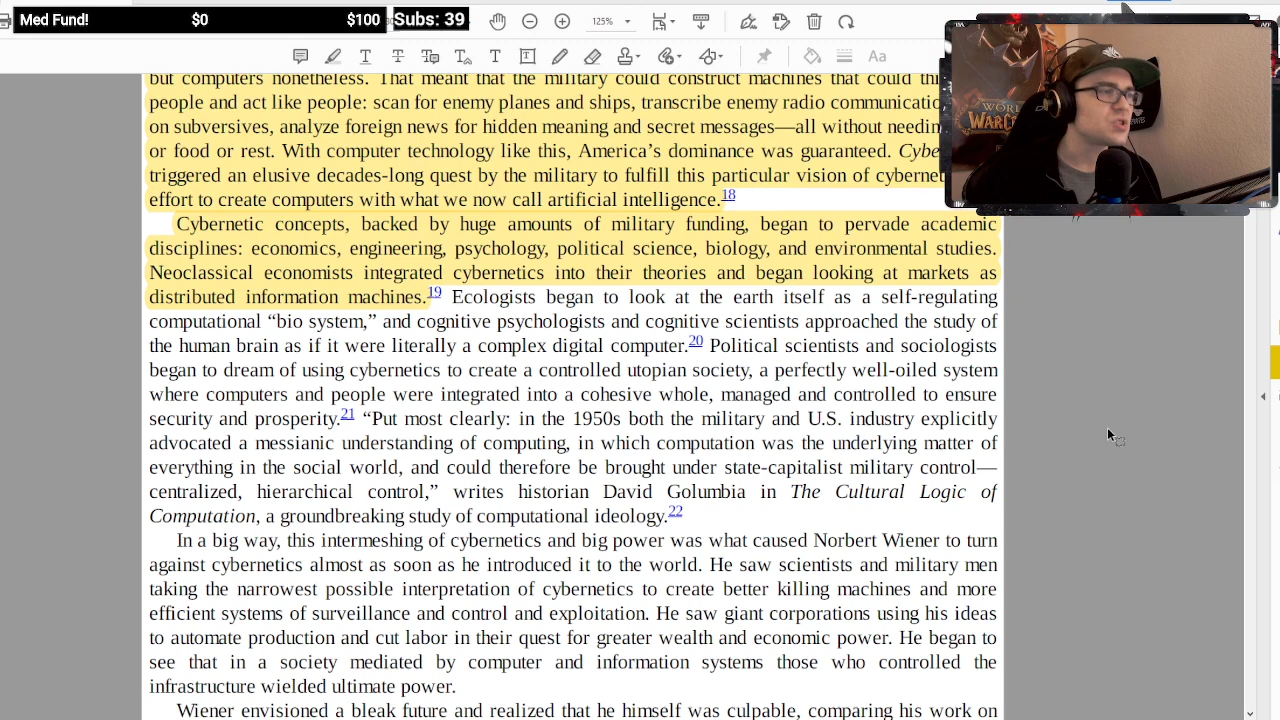 Med Fund! $0 $100 Subs: 39
125%
Aa
but computers nonetheless. That meant that the military could construct machines that could
people and act like people: scan for enemy planes and ships, transcribe enemy radio
on subversives, analyze foreign news for hidden meaning and secret messages—all without
or food or rest. With computer technology like this, America’s dominance was guaranteed.
triggered an elusive decades-long quest by the military to fulfill this particular vision of
effort to create computers with what we now call artificial intelligence.18
Cybernetic concepts, backed by huge amounts of military funding, began to pervade academic
disciplines: economics, engineering, psychology, political science, biology, and environmental studies.
Neoclassical economists integrated cybernetics into their theories and began looking at markets as
distributed information machines.19 Ecologists began to look at the earth itself as a self-regulating
computational “bio system,” and cognitive psychologists and cognitive scientists approached the study of
the human brain as if it were literally a complex digital computer.20 Political scientists and sociologists
began to dream of using cybernetics to create a controlled utopian society, a perfectly well-oiled system
where computers and people were integrated into a cohesive whole, managed and controlled to ensure
security and prosperity.21 “Put most clearly: in the 1950s both the military and U.S. industry explicitly
advocated a messianic understanding of computing, in which computation was the underlying matter of
everything in the social world, and could therefore be brought under state-capitalist military control—
centralized, hierarchical control,” writes historian David Golumbia in The Cultural Logic of
Computation, a groundbreaking study of computational ideology.22
In a big way, this intermeshing of cybernetics and big power was what caused Norbert Wiener to turn
against cybernetics almost as soon as he introduced it to the world. He saw scientists and military men
taking the narrowest possible interpretation of cybernetics to create better killing machines and more
efficient systems of surveillance and control and exploitation. He saw giant corporations using his ideas
to automate production and cut labor in their quest for greater wealth and economic power. He began to
see that in a society mediated by computer and information systems those who controlled the
infrastructure wielded ultimate power.
Wiener envisioned a bleak future and realized that he himself was culpable, comparing his work on